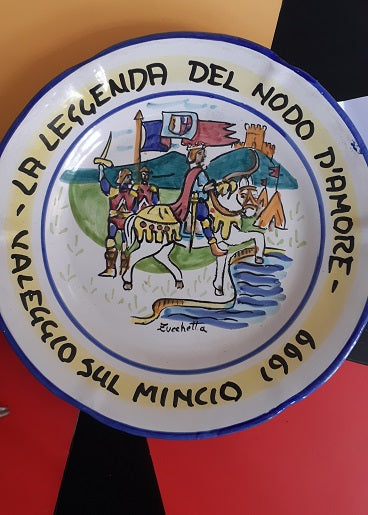 - LA LEGGENDA DEL NODO D'AMORE -
VALEGGIO SUL MINCIO 1999
Zucchetta